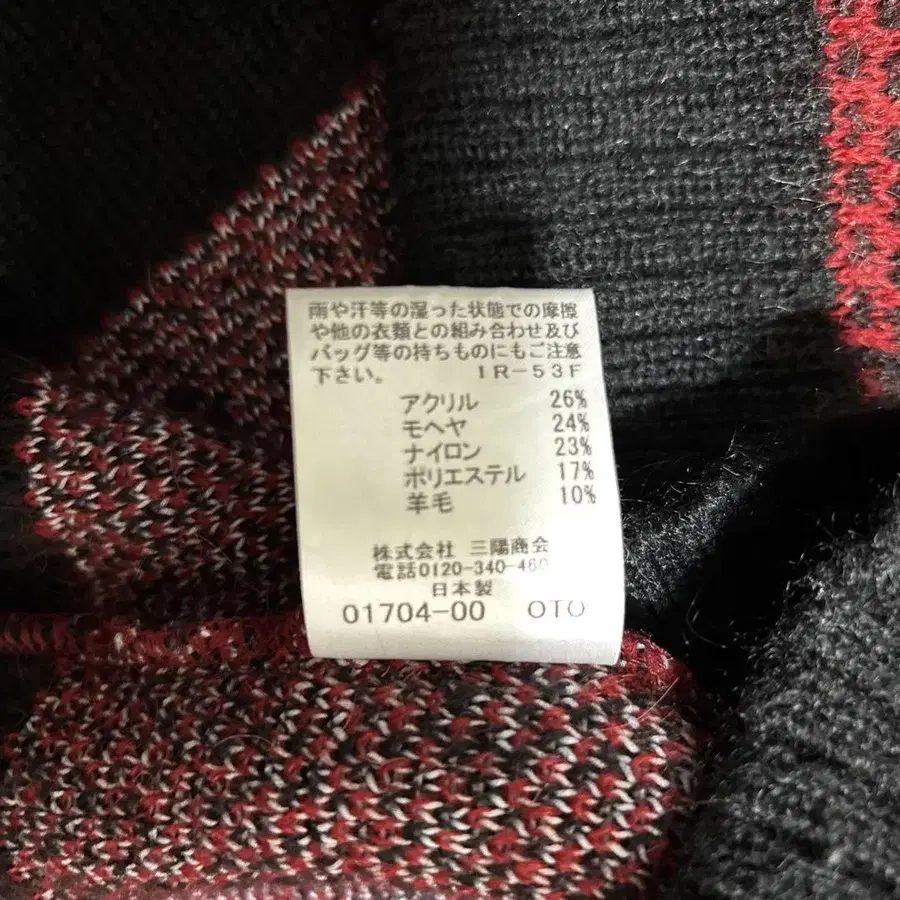 雨や汗等の湿った状態での摩擦
や他の衣類との組み合わせ及び
バッグ等の持ちものにもご注意
下さい。 IR-53F
アクリル 26%
モヘヤ 24%
ナイロン 23%
ポリエステル 17%
羊毛 10%
株式会社 三陽商会
電話0120-340-460
日本製
01704-00 OTO